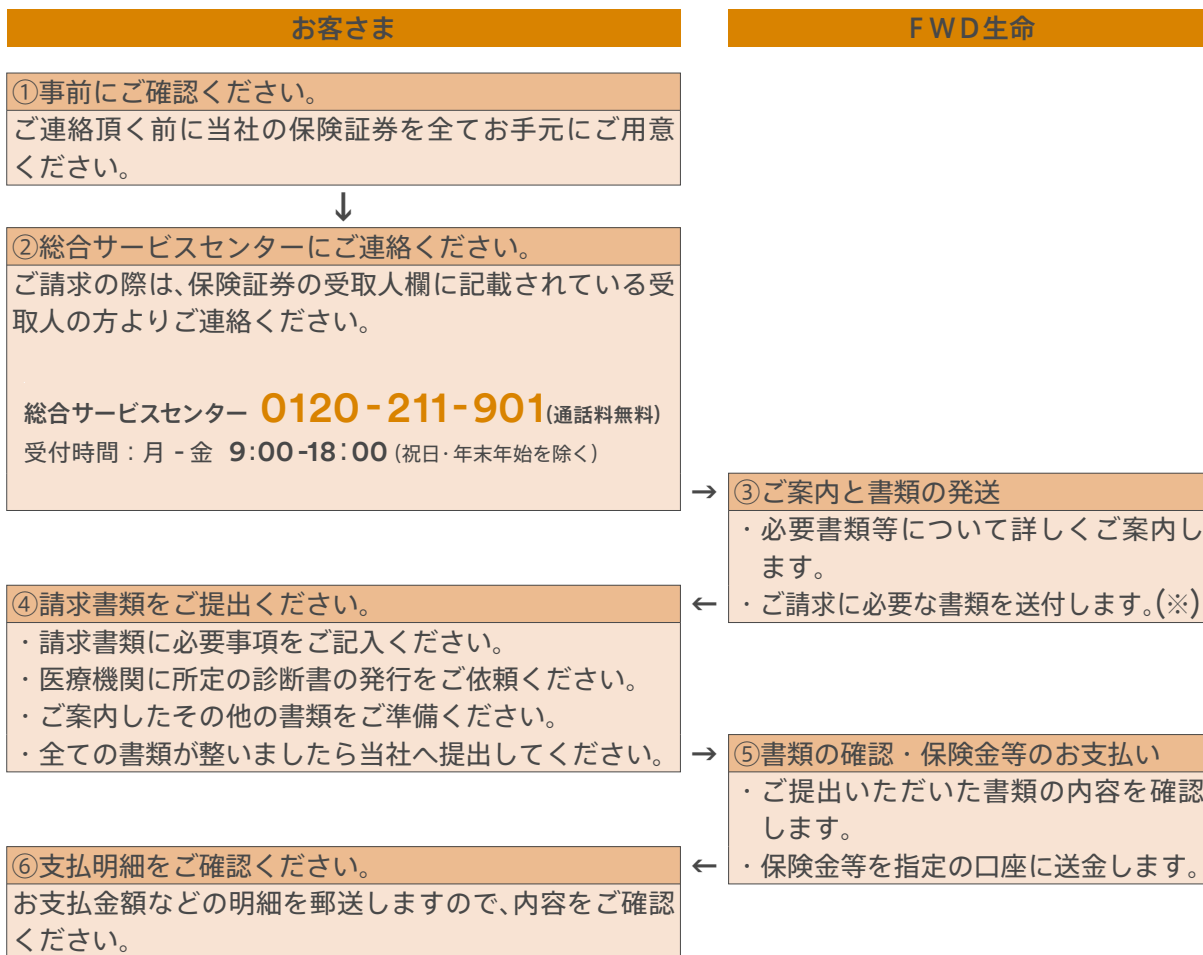 お客さま
FWD生命
①事前にご確認ください。
ご連絡頂く前に当社の保険証券を全てお手元にご用意
ください。
↓
②総合サービスセンターにご連絡ください。
ご請求の際は、保険証券の受取人欄に記載されている受
取人の方よりご連絡ください。
総合サービスセンター 0120-211-901(通話料無料)
受付時間：月-金 9:00-18:00(祝日・年末年始を除く)
→
③ご案内と書類の発送
・必要書類等について詳しくご案内し
ます。
←
・ご請求に必要な書類を送付します。(※)
④請求書類をご提出ください。
・請求書類に必要事項をご記入ください。
・医療機関に所定の診断書の発行をご依頼ください。
・ご案内したその他の書類をご準備ください。
・全ての書類が整いましたら当社へ提出してください。
→
⑤書類の確認・保険金等のお支払い
・ご提出いただいた書類の内容を確認
します。
←
・保険金等を指定の口座に送金します。
⑥支払明細をご確認ください。
お支払金額などの明細を郵送しますので、内容をご確認
ください。